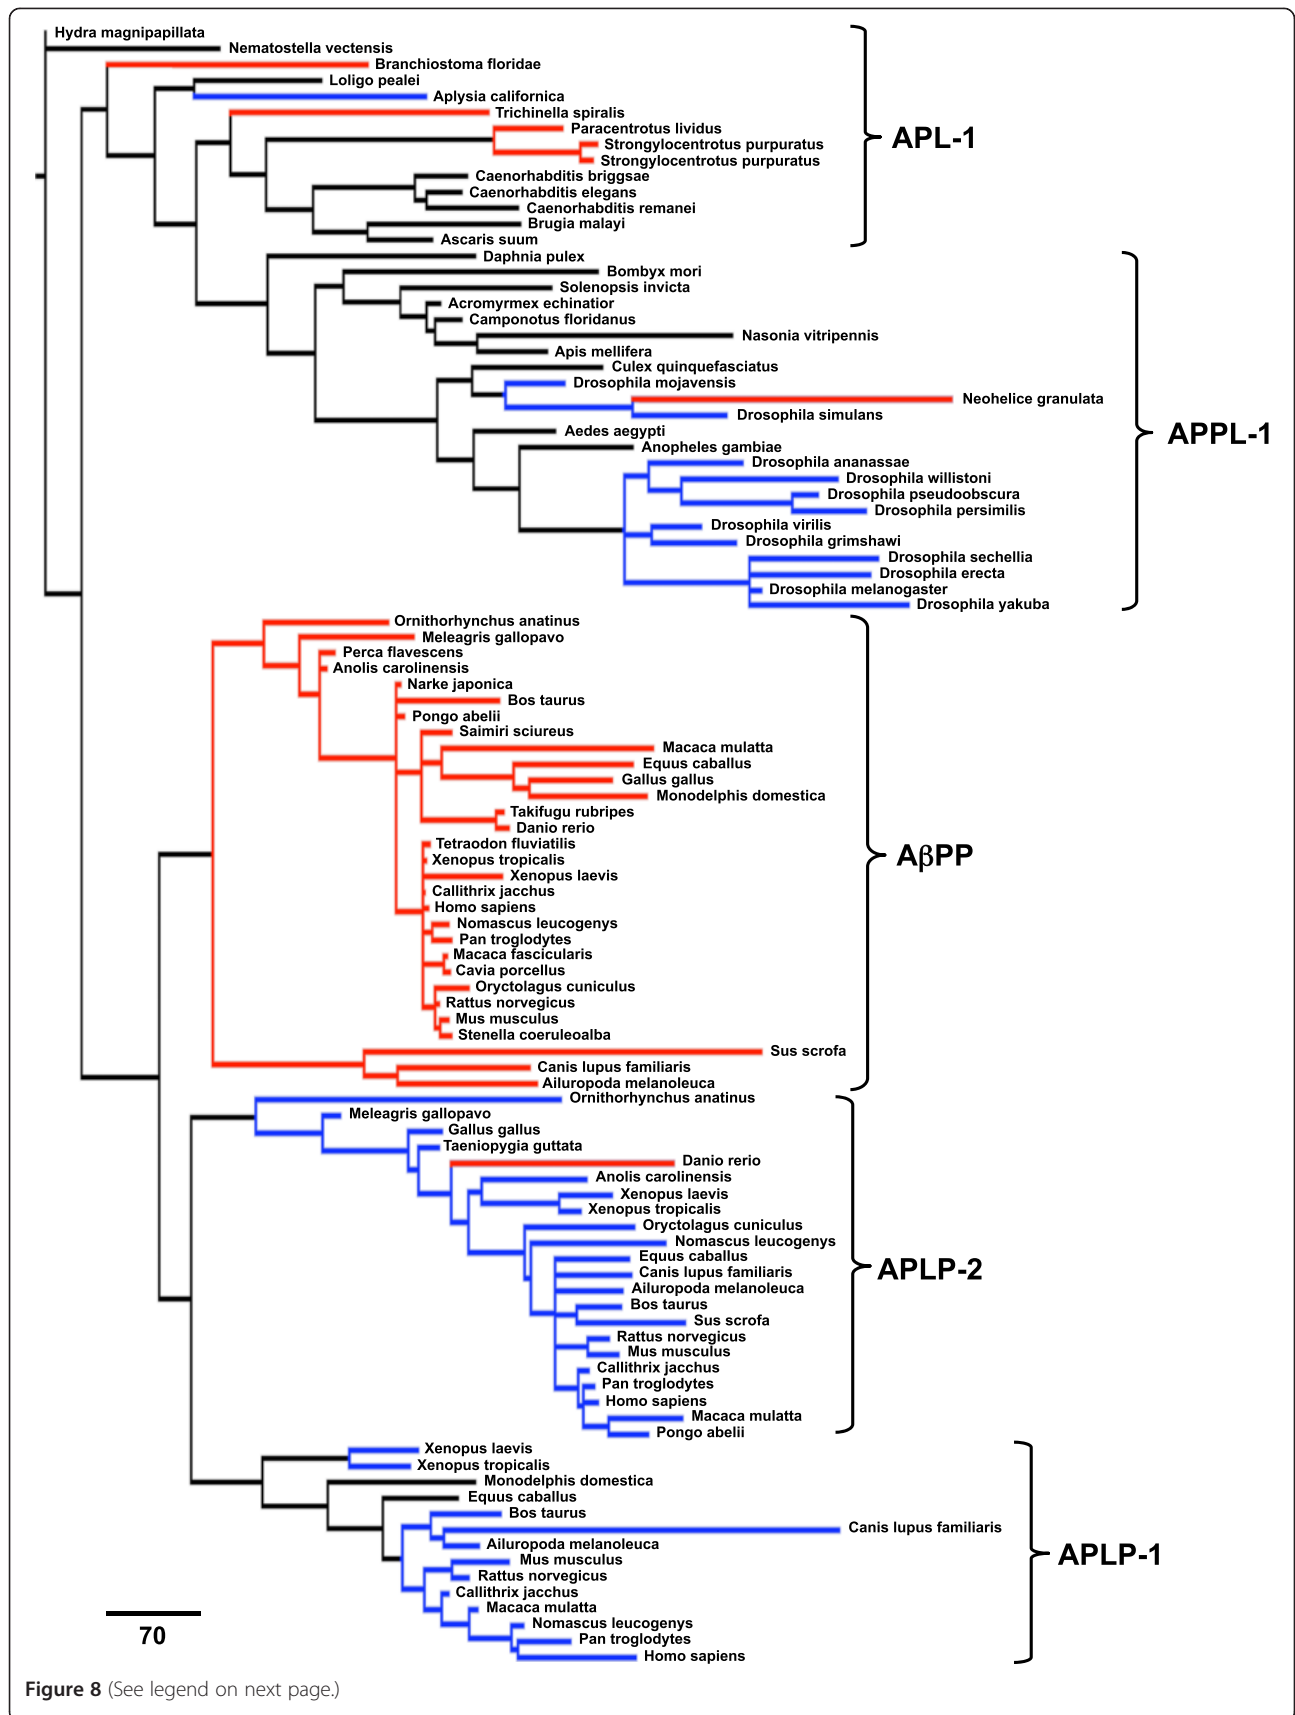 Hydra magnipapillata
Nematostella vectensis
Branchiostoma floridae
Loligo pealei
Aplysia californica
Trichinella spiralis
Paracentrotus lividus
Strongylocentrotus purpuratus
Strongylocentrotus purpuratus
Caenorhabditis briggsae
Caenorhabditis elegans
Caenorhabditis remanei
Brugia malayi
Ascaris suum
APL-1
Daphnia pulex
Bombyx mori
Solenopsis invicta
Acromyrmex echinatior
Camponotus floridanus
Nasonia vitripennis
Apis mellifera
Culex quinquefasciatus
Drosophila mojavensis
Neohelice granulata
Drosophila simulans
Aedes aegypti
Anopheles gambiae
Drosophila ananassae
Drosophila willistoni
Drosophila pseudoobscura
Drosophila persimilis
Drosophila virilis
Drosophila grimshawi
Drosophila sechellia
Drosophila erecta
Drosophila melanogaster
Drosophila yakuba
APPL-1
Ornithorhynchus anatinus
Meleagris gallopavo
Perca flavescens
Anolis carolinensis
Narke japonica
Bos taurus
Pongo abelii
Saimiri sciureus
Macaca mulatta
Equus caballus
Gallus gallus
Monodelphis domestica
Takifugu rubripes
Danio rerio
Tetraodon fluviatilis
Xenopus tropicalis
Xenopus laevis
Callithrix jacchus
Homo sapiens
Nomascus leucogenys
Pan troglodytes
Macaca fascicularis
Cavia porcellus
Oryctolagus cuniculus
Rattus norvegicus
Mus musculus
Stenella coeruleoalba
Sus scrofa
Canis lupus familiaris
Ailuropoda melanoleuca
AβPP
Ornithorhynchus anatinus
Meleagris gallopavo
Gallus gallus
Taeniopygia guttata
Danio rerio
Anolis carolinensis
Xenopus laevis
Xenopus tropicalis
Oryctolagus cuniculus
Nomascus leucogenys
Equus caballus
Canis lupus familiaris
Ailuropoda melanoleuca
Bos taurus
Sus scrofa
Rattus norvegicus
Mus musculus
Callithrix jacchus
Pan troglodytes
Homo sapiens
Macaca mulatta
Pongo abelii
APLP-2
Xenopus laevis
Xenopus tropicalis
Monodelphis domestica
Equus caballus
Bos taurus
Canis lupus familiaris
Ailuropoda melanoleuca
Mus musculus
Rattus norvegicus
Callithrix jacchus
Macaca mulatta
Nomascus leucogenys
Pan troglodytes
Homo sapiens
APLP-1
70
Figure 8 (See legend on next page.)